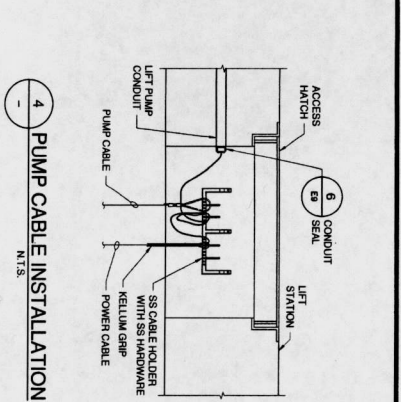 ACCESS
HATCH
6
E9
CONDUIT
SEAL
LIFT
STATION
LIFT PUMP
CONDUIT
PUMP CABLE
SS CABLE HOLDER
WITH SS HARDWARE
KELLUM GRIP
POWER CABLE
4
-
PUMP CABLE INSTALLATION
N.T.S.